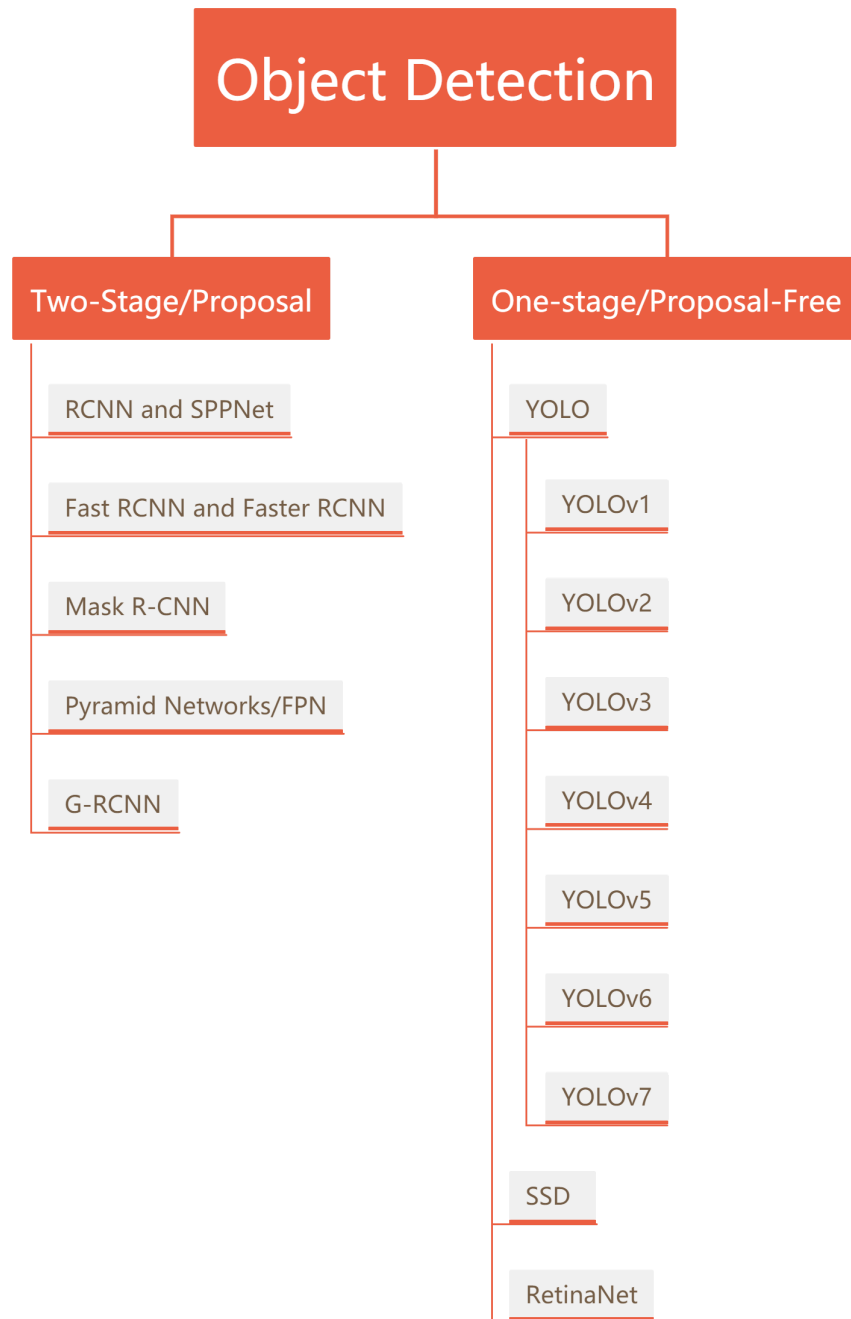 Object Detection
Two-Stage/Proposal
RCNN and SPPNet
Fast RCNN and Faster RCNN
Mask R-CNN
Pyramid Networks/FPN
G-RCNN
One-stage/Proposal-Free
YOLO
YOLOv1
YOLOv2
YOLOv3
YOLOv4
YOLOv5
YOLOv6
YOLOv7
SSD
RetinaNet